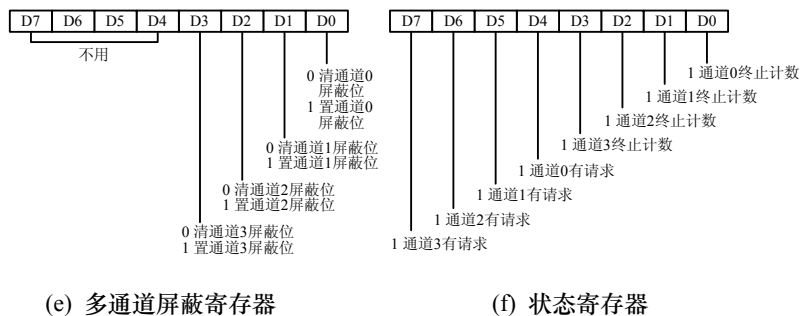 D7 D6 D5 D4 D3 D2 D1 D0
不用
0 清通道0
屏蔽位
1 置通道0
屏蔽位
0 清通道1屏蔽位
1 置通道1屏蔽位
0 清通道2屏蔽位
1 置通道2屏蔽位
0 清通道3屏蔽位
1 置通道3屏蔽位
(e) 多通道屏蔽寄存器
D7 D6 D5 D4 D3 D2 D1 D0
1 通道0终止计数
1 通道1终止计数
1 通道2终止计数
1 通道3终止计数
1 通道0有请求
1 通道1有请求
1 通道2有请求
1 通道3有请求
(f) 状态寄存器